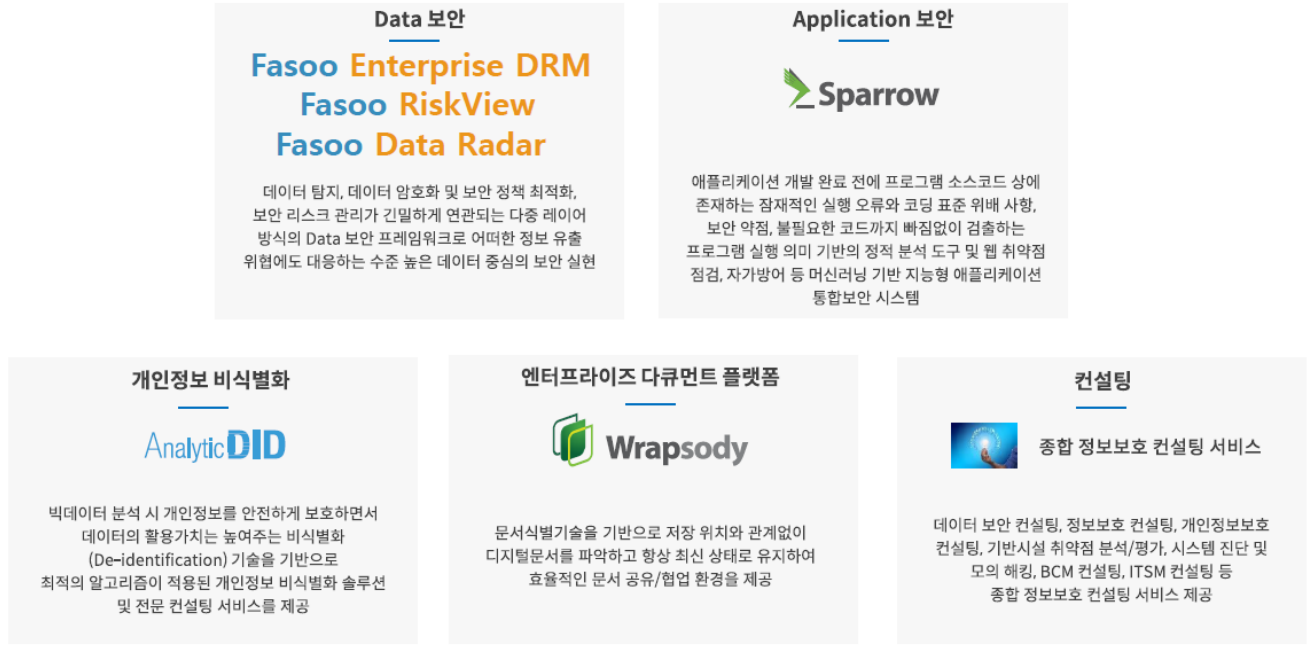 Data 보안
Fasoo Enterprise DRM
Fasoo RiskView
Fasoo Data Radar
데이터 탐지, 데이터 암호화 및 보안 정책 최적화,
보안 리스크 관리가 긴밀하게 연관되는 다중 레이어
방식의 Data 보안 프레임워크로 어떠한 정보 유출
위협에도 대응하는 수준 높은 데이터 중심의 보안 실현
Application 보안
Sparrow
애플리케이션 개발 완료 전에 프로그램 소스코드 상에
존재하는 잠재적인 실행 오류와 코딩 표준 위배 사항,
보안 약점, 불필요한 코드까지 빠짐없이 검출하는
프로그램 실행 의미 기반의 정적 분석 도구 및 웹 취약점
점검, 자가방어 등 머신러닝 기반 지능형 애플리케이션
통합보안 시스템
개인정보 비식별화
AnalyticDID
빅데이터 분석 시 개인정보를 안전하게 보호하면서
데이터의 활용가치는 높여주는 비식별화
(De-identification) 기술을 기반으로
최적의 알고리즘이 적용된 개인정보 비식별화 솔루션
및 전문 컨설팅 서비스를 제공
엔터프라이즈 다큐먼트 플랫폼
Wrapsody
문서식별기술을 기반으로 저장 위치와 관계없이
디지털문서를 파악하고 항상 최신 상태로 유지하여
효율적인 문서 공유/협업 환경을 제공
컨설팅
종합 정보보호 컨설팅 서비스
데이터 보안 컨설팅, 정보보호 컨설팅, 개인정보보호
컨설팅, 기반시설 취약점 분석/평가, 시스템 진단 및
모의 해킹, BCM 컨설팅, ITSM 컨설팅 등
종합 정보보호 컨설팅 서비스 제공